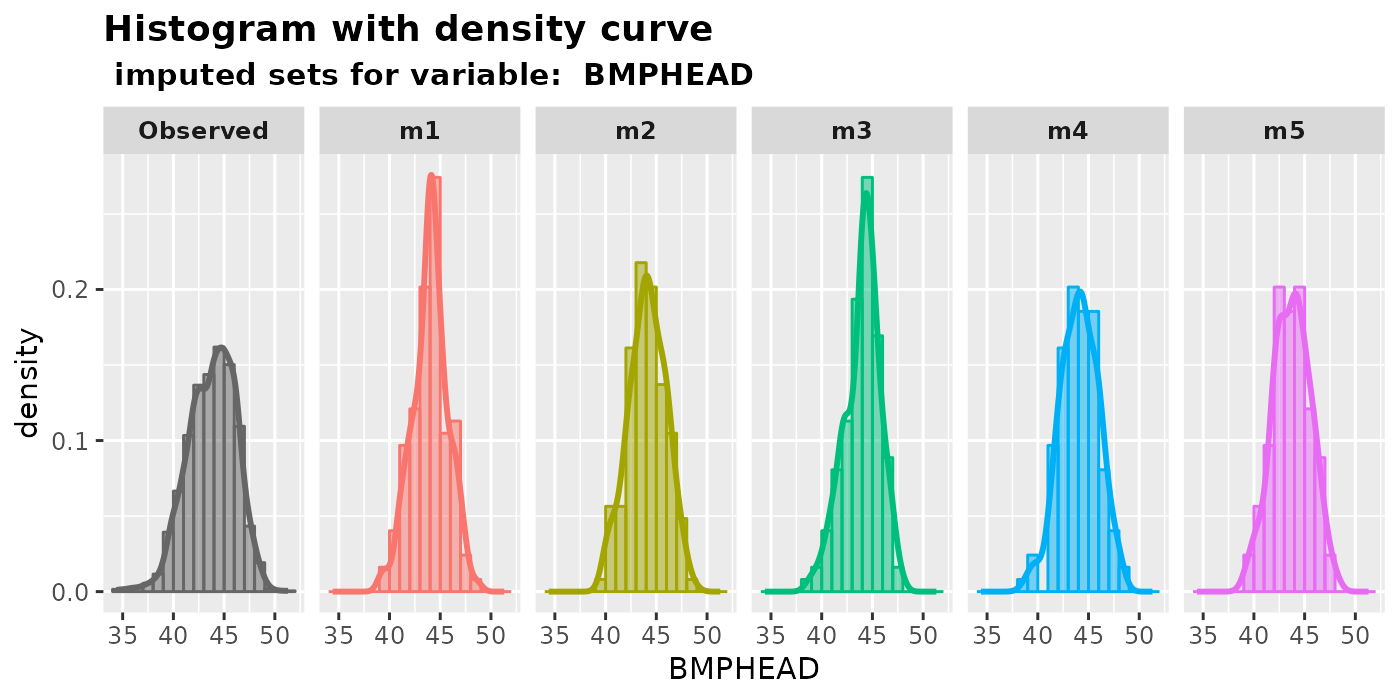 Histogram with density curve
imputed sets for variable:  BMPHEAD
Observed m1 m2 m3 m4 m5
density
0.2
0.1
0.0
35 40 45 50 35 40 45 50 35 40 45 50 35 40 45 50 35 40 45 50 35 40 45 50
BMPHEAD